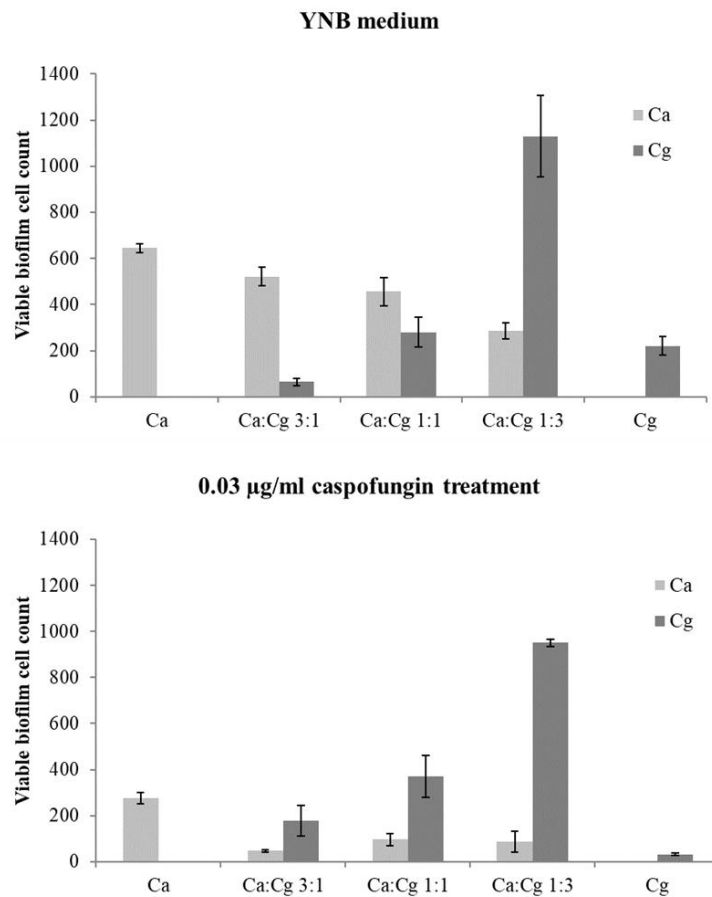 YNB medium
Viable biofilm cell count
1400
1200
1000
800
600
400
200
0
Ca
Cg
Ca
Ca:Cg 3:1
Ca:Cg 1:1
Ca:Cg 1:3
Cg
0.03 µg/ml caspofungin treatment
Viable biofilm cell count
1400
1200
1000
800
600
400
200
0
Ca
Cg
Ca
Ca:Cg 3:1
Ca:Cg 1:1
Ca:Cg 1:3
Cg